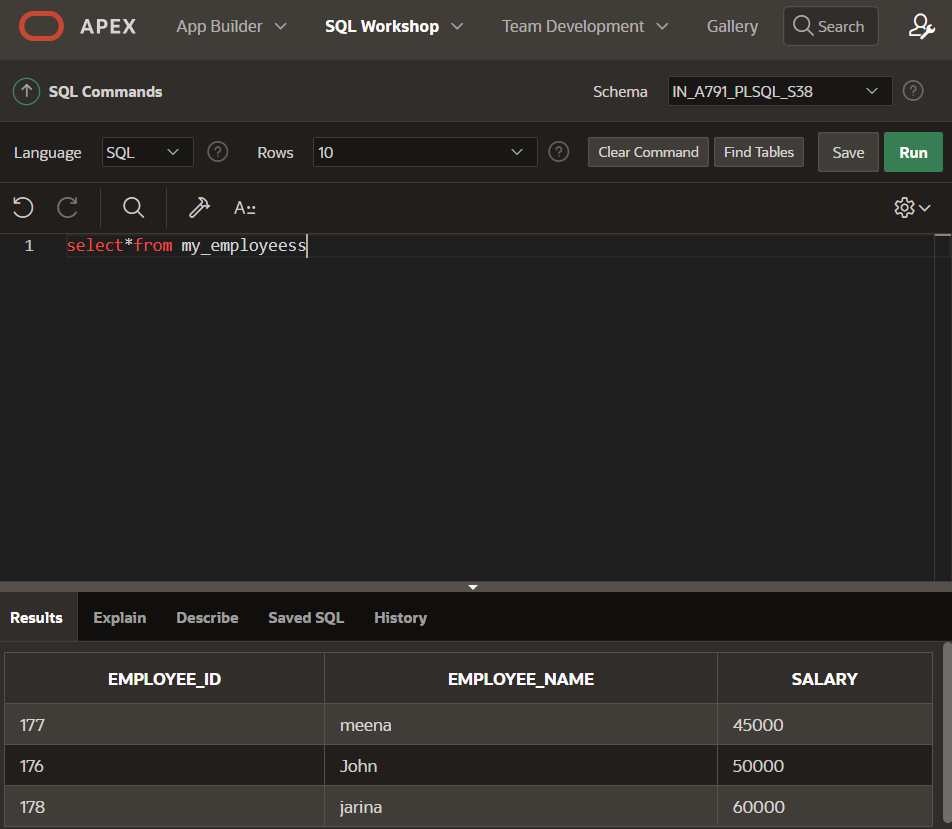 APEX App Builder SQL Workshop Team Development Gallery Search
SQL Commands Schema IN_A791_PLSQL_S38 ?
Language SQL ? Rows 10 ? Clear Command Find Tables Save Run
A::
1 select*from my_employeess
Results Explain Describe Saved SQL History
EMPLOYEE_ID EMPLOYEE_NAME SALARY
177 meena 45000
176 John 50000
178 jarina 60000